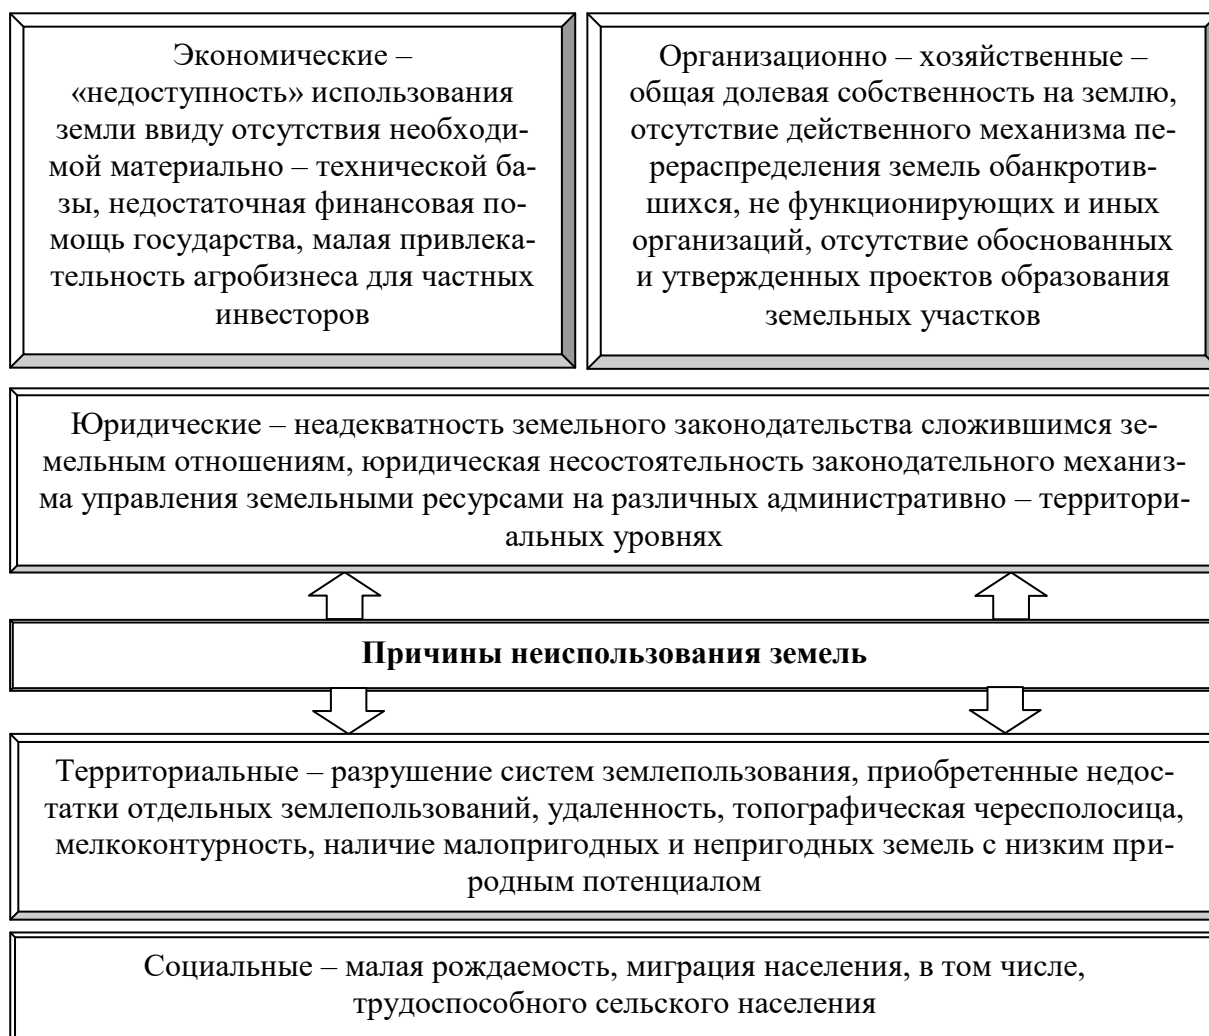 Экономические –
«недоступность» использования
земли ввиду отсутствия необходи-
мой материально – технической ба-
зы, недостаточная финансовая по-
мощь государства, малая привлека-
тельность агробизнеса для частных
инвесторов
Организационно – хозяйственные –
общая долевая собственность на землю,
отсутствие действенного механизма пе-
рераспределения земель обанкротив-
шихся, не функционирующих и иных
организаций, отсутствие обоснованных
и утвержденных проектов образования
земельных участков
Юридические – неадекватность земельного законодательства сложившимся зе-
мельным отношениям, юридическая несостоятельность законодательного механиз-
ма управления земельными ресурсами на различных административно – территори-
альных уровнях
Причины неиспользования земель
Территориальные – разрушение систем землепользования, приобретенные недос-
татки отдельных землепользований, удаленность, топографическая чересполосица,
мелкоконтурность, наличие малопригодных и непригодных земель с низким при-
родным потенциалом
Социальные – малая рождаемость, миграция населения, в том числе,
трудоспособного сельского населения